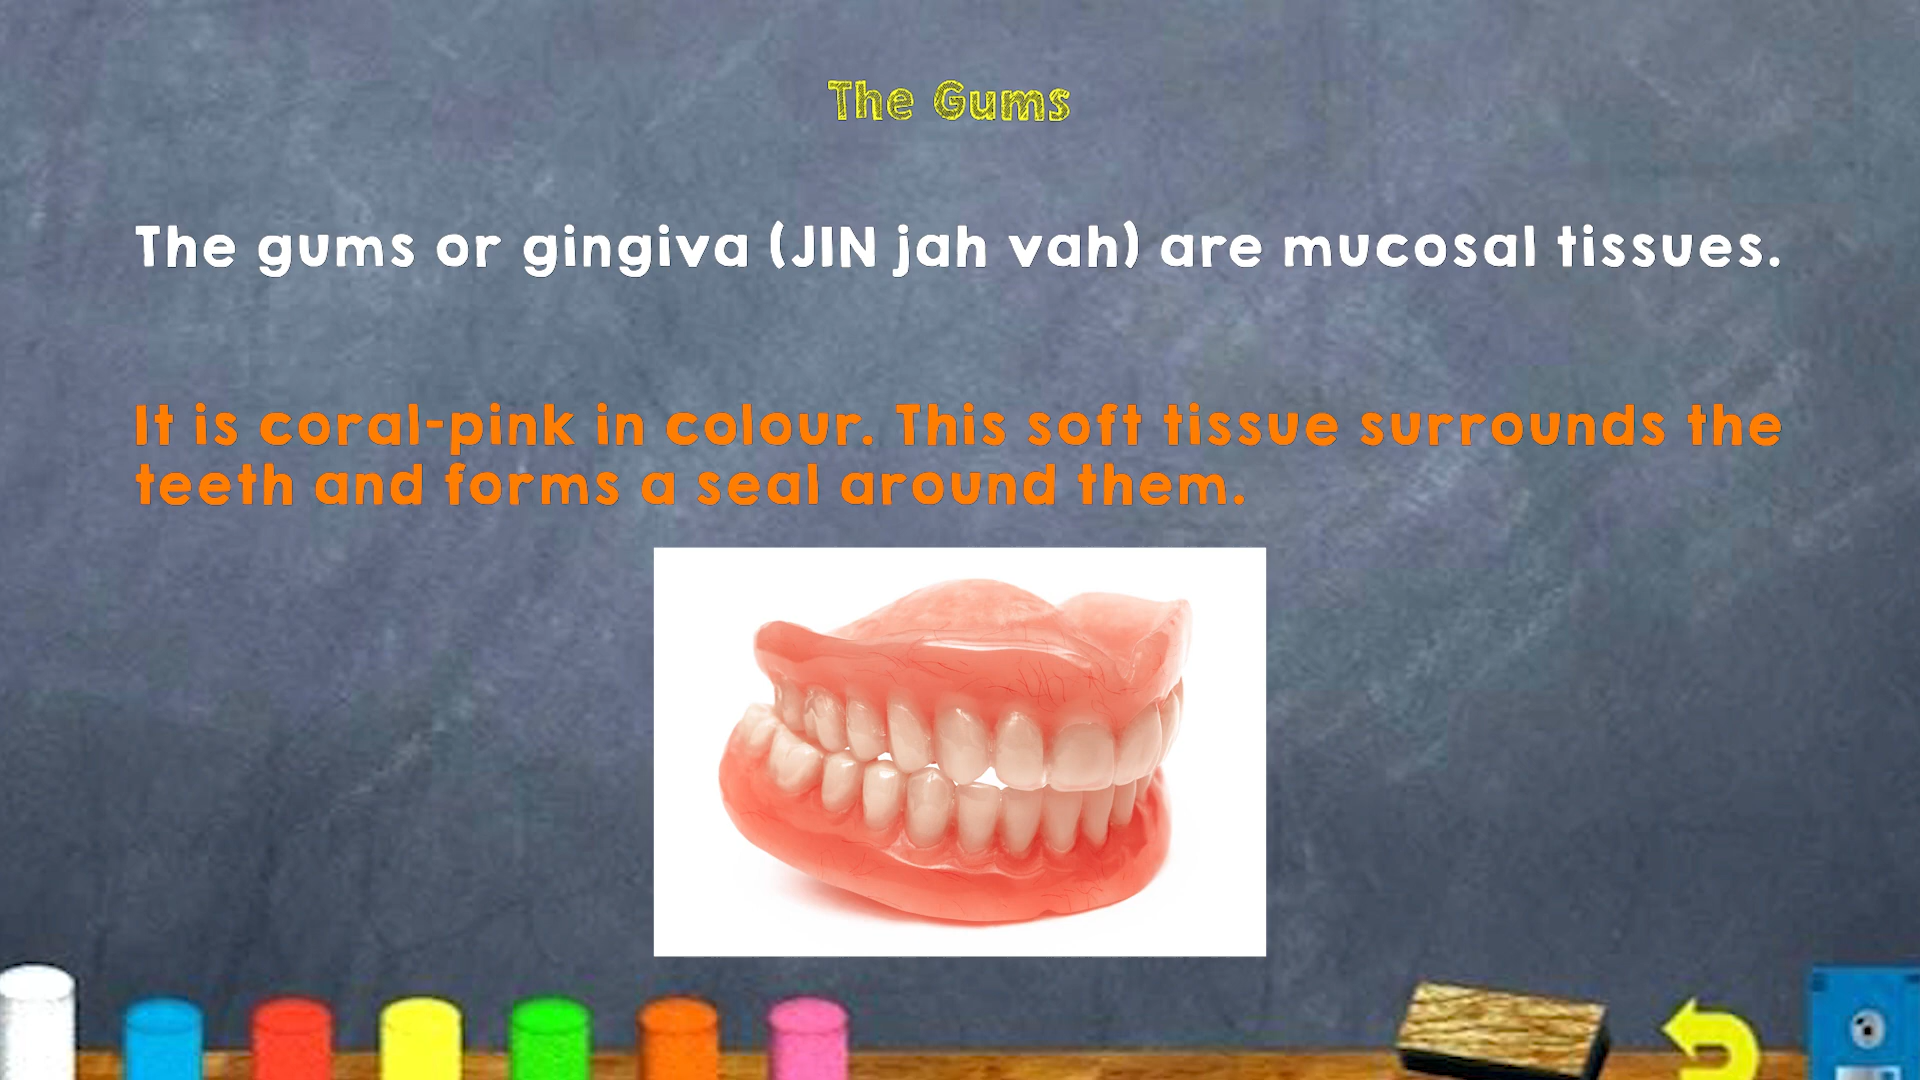 The Gums
The gums or gingiva (JIN jah vah) are mucosal tissues.
It is coral-pink in colour. This soft tissue surrounds the
teeth and forms a seal around them.